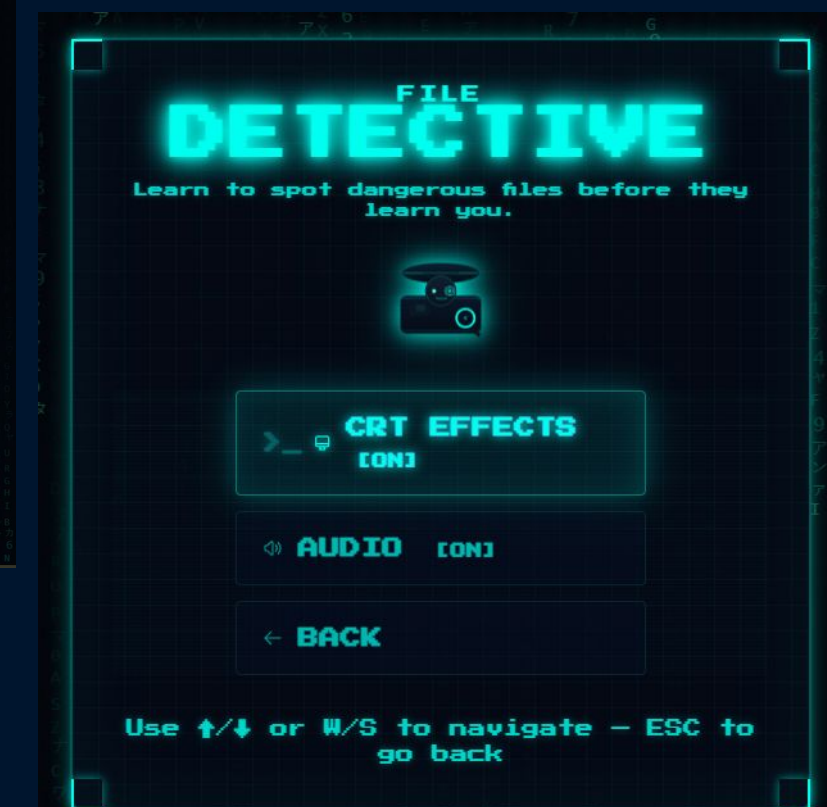 FILE
DETECTIVE
Learn to spot dangerous files before they
learn you.
>_ CRT EFFECTS
[ON]
AUDIO [ON]
← BACK
Use ↑/↓ or W/S to navigate — ESC to
go back